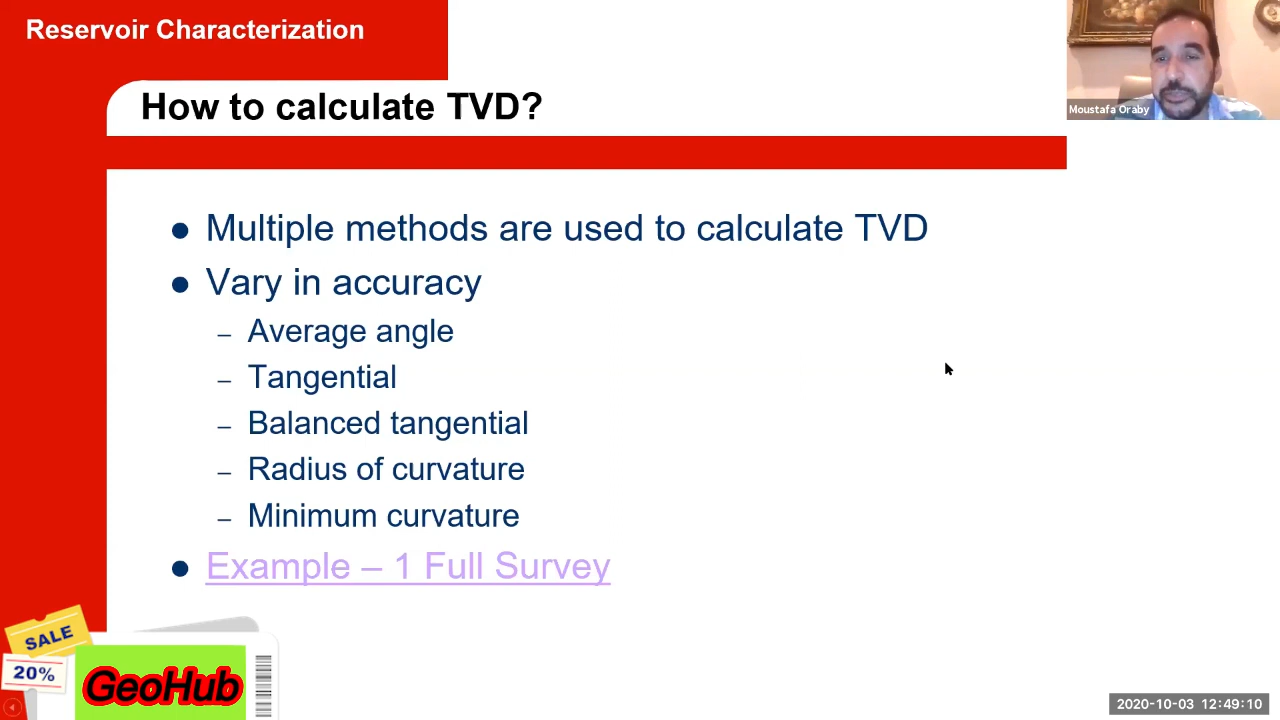 Reservoir Characterization
How to calculate TVD?
Moustafa Oraby
● Multiple methods are used to calculate TVD
● Vary in accuracy
– Average angle
– Tangential
– Balanced tangential
– Radius of curvature
– Minimum curvature
● Example – 1 Full Survey
SALE
20%
GeoHub
2020-10-03 12:49:10